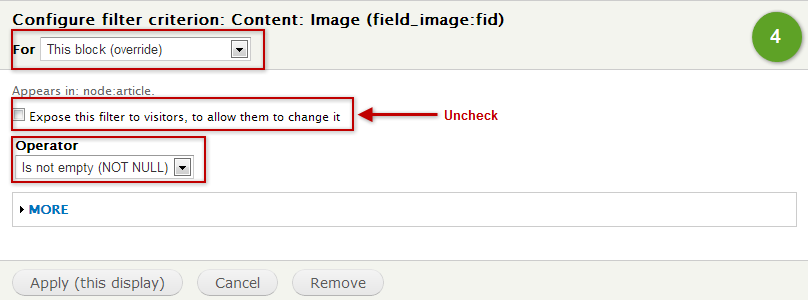 Configure filter criterion: Content: Image (field_image:fid)
4
For This block (override)
Appears in: node:article.
Expose this filter to visitors, to allow them to change it
Uncheck
Operator
Is not empty (NOT NULL)
MORE
Apply (this display) Cancel Remove